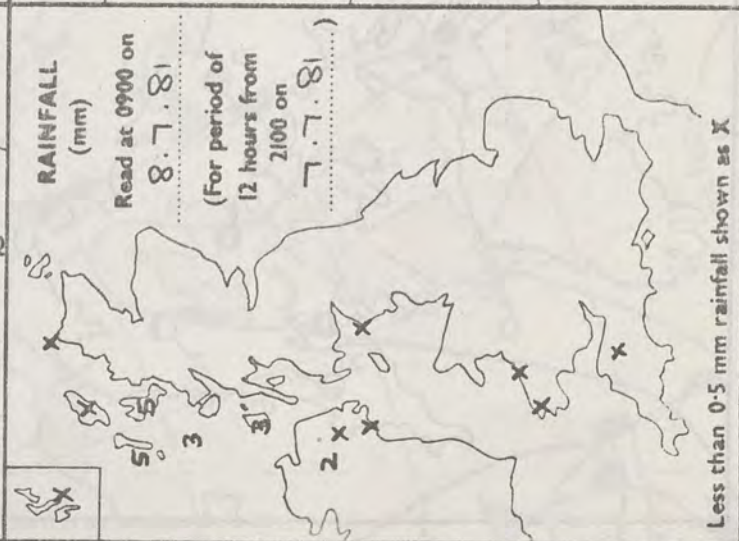 RAINFALL
(mm)
Read at 0900 on
8.7.81
(For period of
12 hours from
2100 on
7.7.81)
X
X
X
5 5
3
3
2 X
X X
X
X
X
Less than 0·5 mm rainfall shown as X